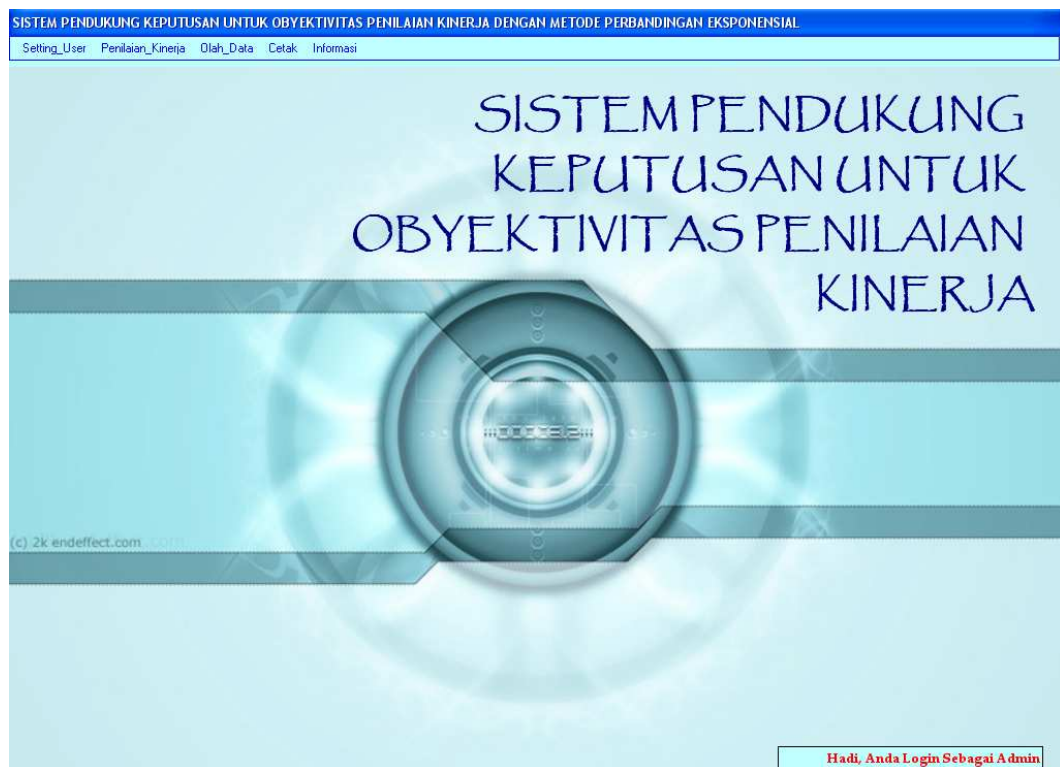 SISTEM PENDUKUNG KEPUTUSAN UNTUK OBYEKTIVITAS PENILAIAN KINERJA DENGAN METODE PERBANDINGAN EKSPONENSIAL
Setting_User Penilaian_Kinerja Olah_Data Cetak Informasi
SISTEM PENDUKUNG
KEPUTUSAN UNTUK
OBYEKTIVITAS PENILAIAN
KINERJA
(c) 2k endeffect.com
Hadi, Anda Login Sebagai Admin